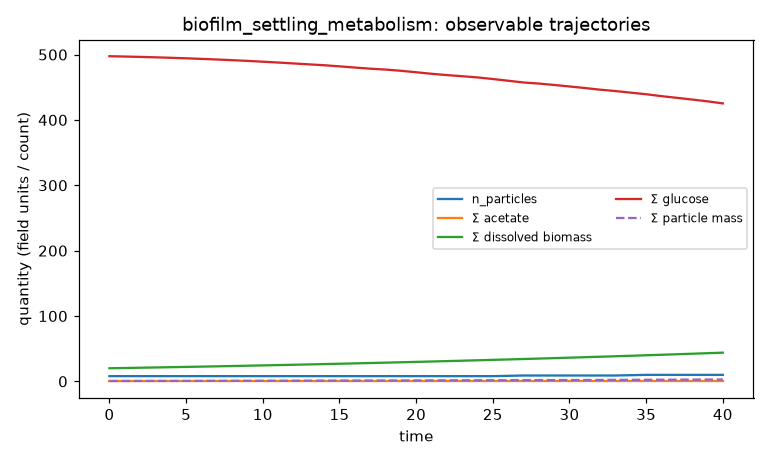 biofilm_settling_metabolism: observable trajectories
quantity (field units / count)
500
400
300
200
100
0
n_particles
Σ acetate
Σ dissolved biomass
Σ glucose
Σ particle mass
0 5 10 15 20 25 30 35 40
time